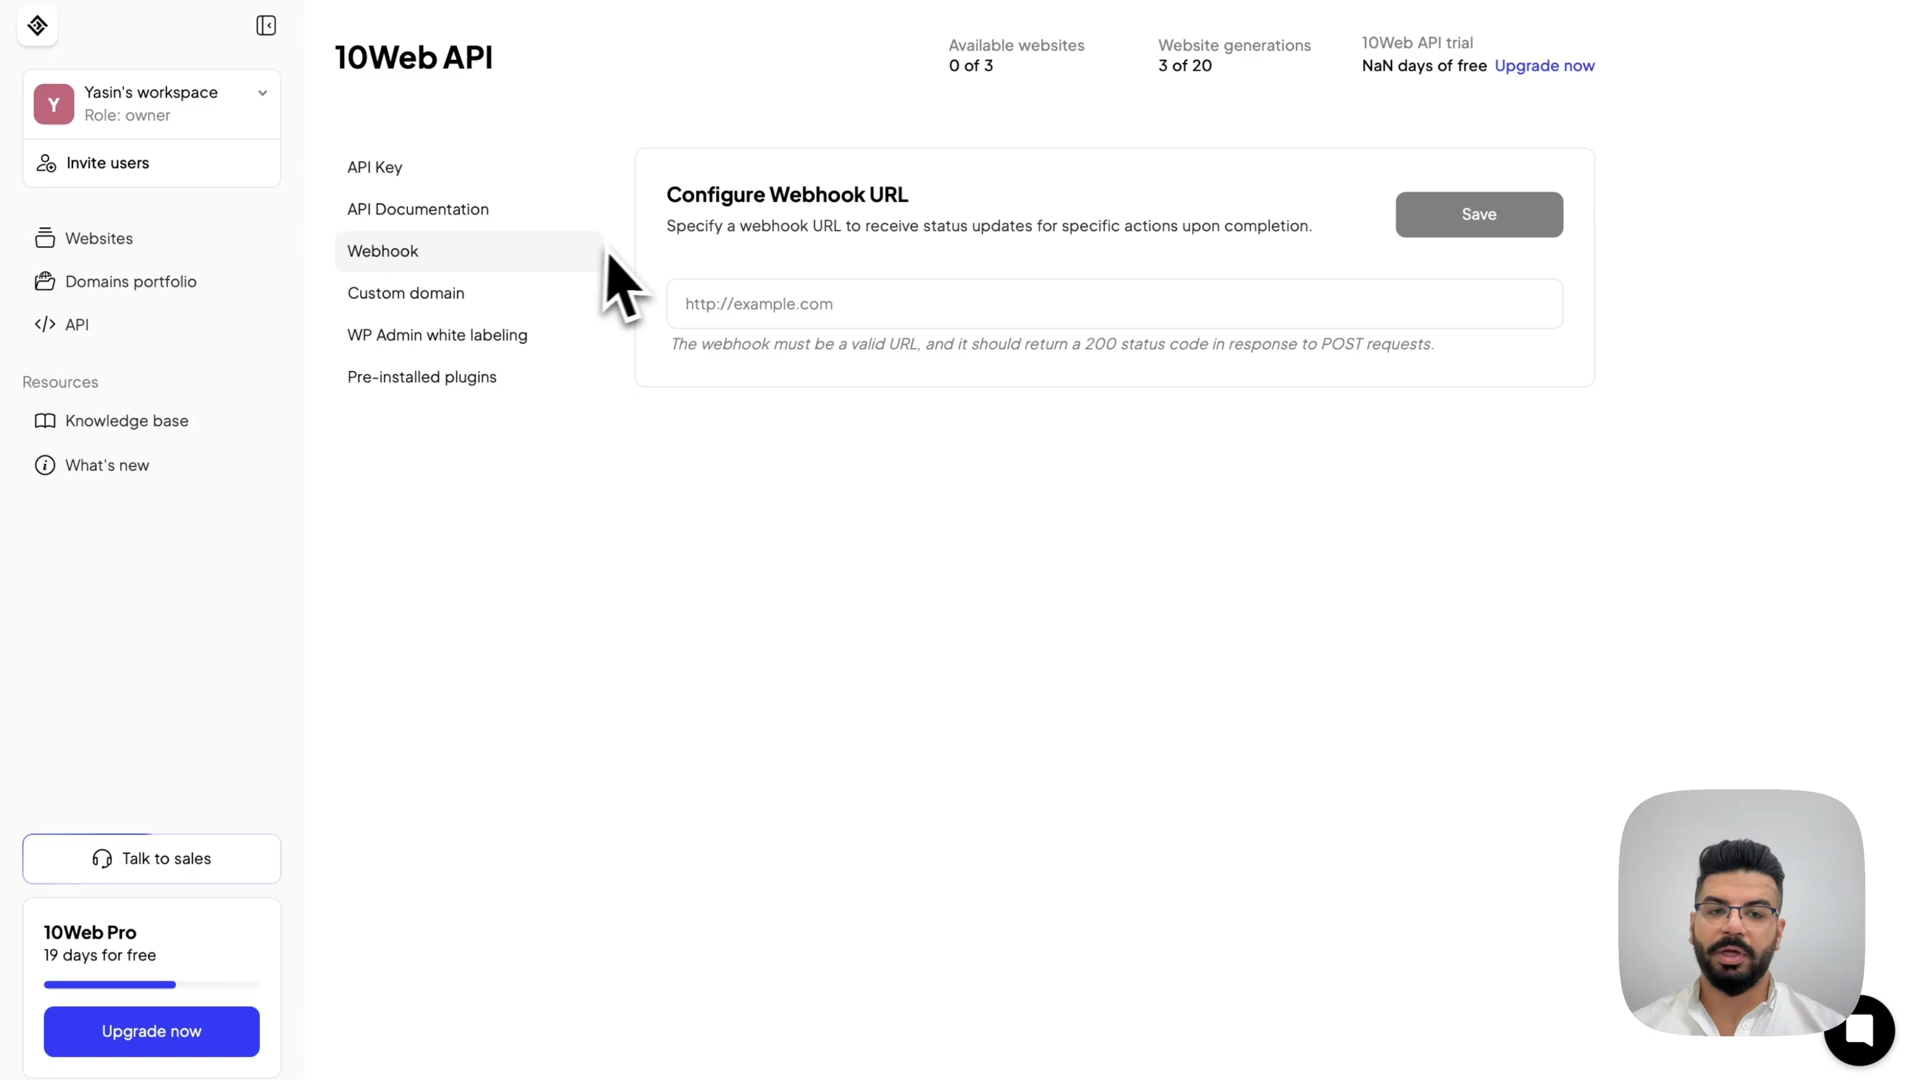 Y
Yasin's workspace
Role: owner
Invite users
Websites
Domains portfolio
API
Resources
Knowledge base
What's new
Talk to sales
10Web Pro
19 days for free
Upgrade now
10Web API
Available websites
0 of 3
Website generations
3 of 20
10Web API trial
NaN days of free Upgrade now
API Key
API Documentation
Webhook
Custom domain
WP Admin white labeling
Pre-installed plugins
Configure Webhook URL
Specify a webhook URL to receive status updates for specific actions upon completion.
Save
http://example.com
The webhook must be a valid URL, and it should return a 200 status code in response to POST requests.